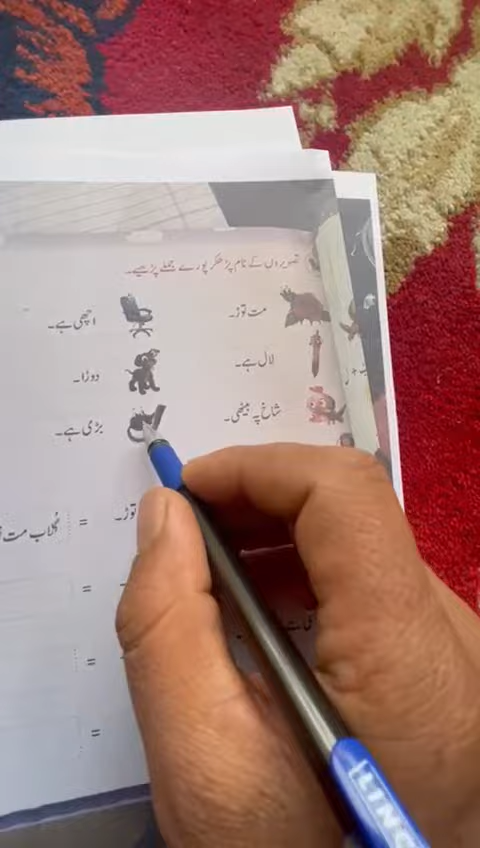 تصویروں کے نام پڑھ کر پورے جملے پڑھیے۔
مت توڑ۔
اچھی ہے۔
لال ہے۔
دوڑا۔
شاخ پہ بیٹھی۔
بڑی ہے۔
توڑ۔ = گُلاب مت
=
=
=
LINC